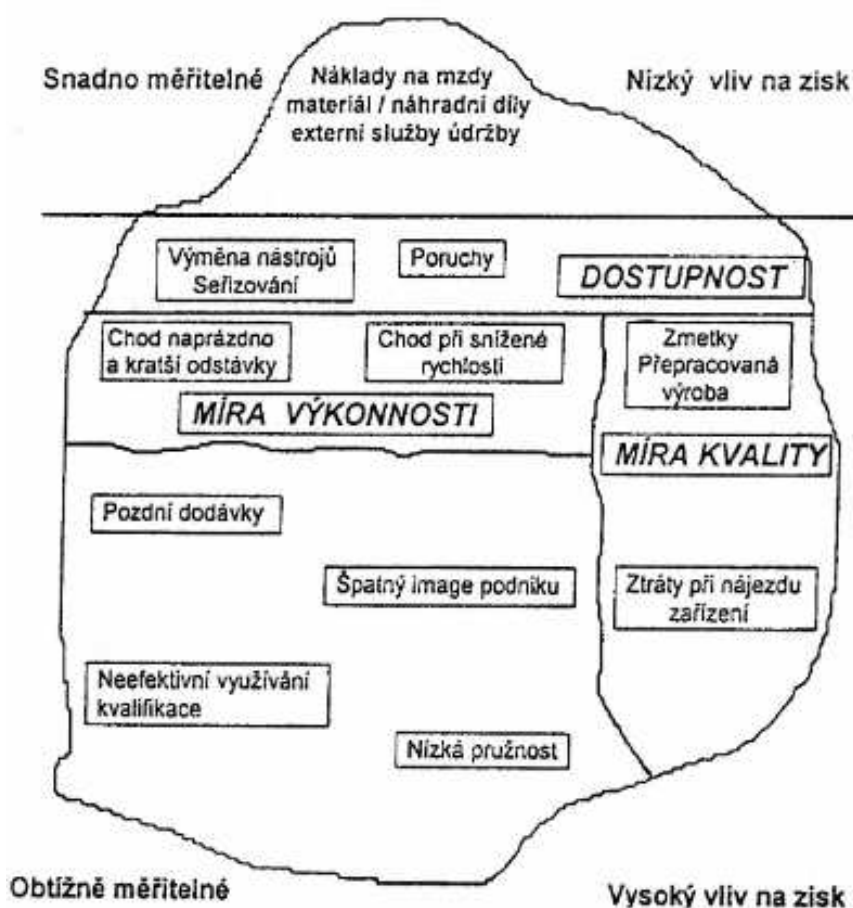 Snadno měřitelné
Náklady na mzdy
materiál / náhradní díly
externí služby údržby
Nízký vliv na zisk
Výměna nástrojů
Seřizování
Poruchy
DOSTUPNOST
Chod naprázdno
a kratší odstávky
Chod při snížené
rychlosti
Zmetky
Přepracovaná
výroba
MÍRA VÝKONNOSTI
MÍRA KVALITY
Pozdní dodávky
Špatný image podniku
Ztráty při nájezdu
zařízení
Neefektivní využívání
kvalifikace
Nízká pružnost
Obtížně měřitelné
Vysoký vliv na zisk